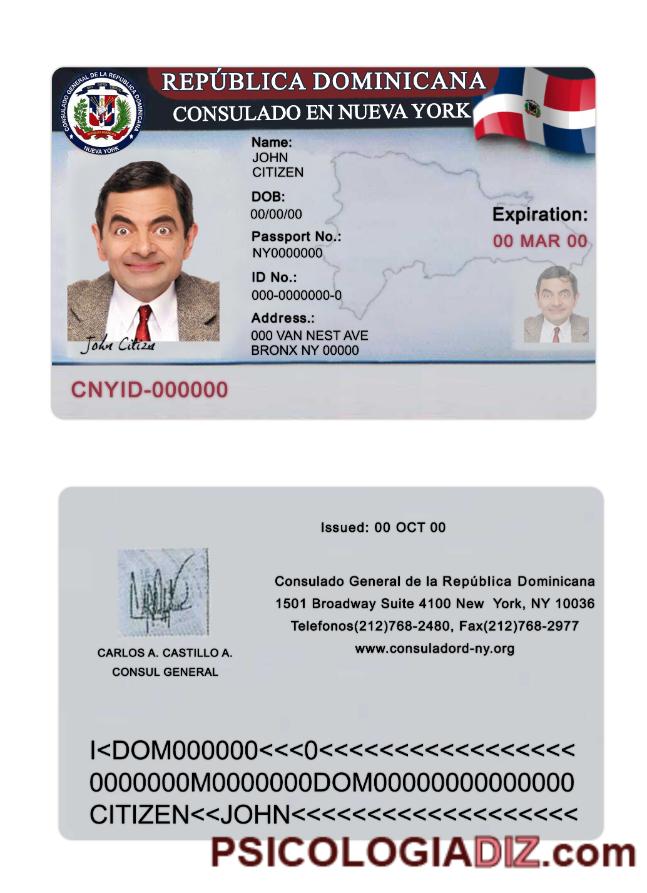 CONSULADO GENERAL DE LA REPÚBLICA DOMINICANA
NUEVA YORK
REPÚBLICA DOMINICANA
CONSULADO EN NUEVA YORK
Name:
JOHN
CITIZEN
DOB:
00/00/00
Passport No.:
NY0000000
ID No.:
000-0000000-0
Address.:
000 VAN NEST AVE
BRONX NY 00000
Expiration:
00 MAR 00
John Citizen
CNYID-000000
Issued: 00 OCT 00
Consulado General de la República Dominicana
1501 Broadway Suite 4100 New York, NY 10036
Telefonos(212)768-2480, Fax(212)768-2977
www.consuladord-ny.org
CARLOS A. CASTILLO A.
CONSUL GENERAL
I<DOM000000<<<0<<<<<<<<<<<<<<<<<
0000000M0000000DOM00000000000000
CITIZEN<<JOHN<<<<<<<<<<<<<<<<<<<
PSICOLOGIADIZ.com